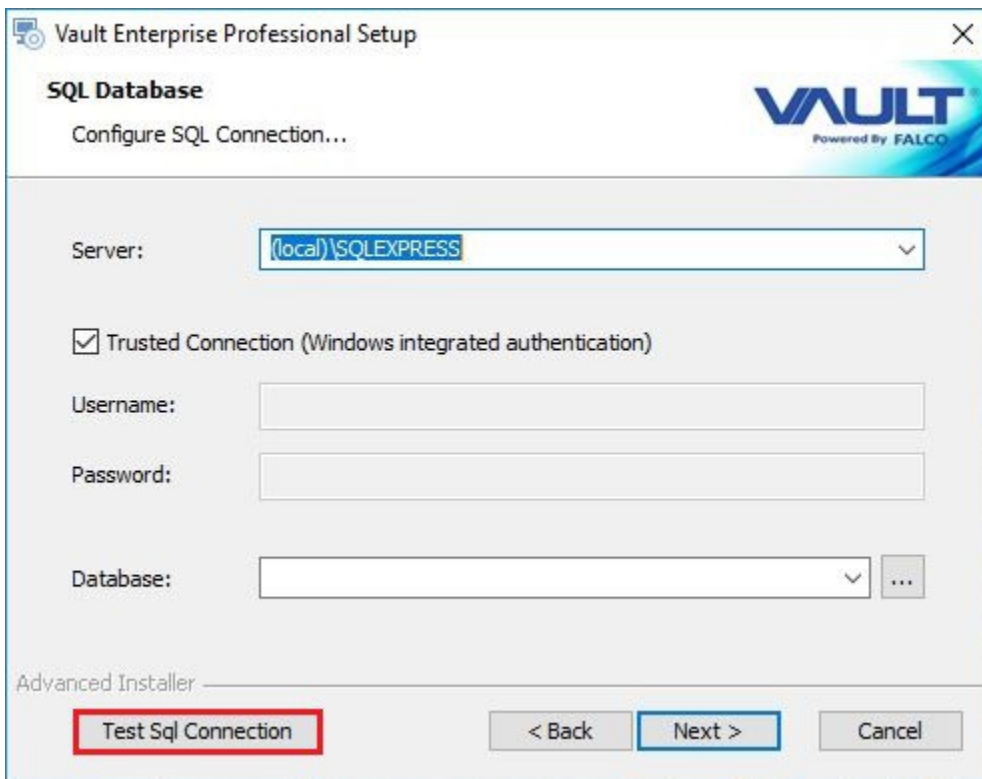 Vault Enterprise Professional Setup
SQL Database
Configure SQL Connection...
VAULT
Powered By FALCO
Server:
(local)\SQLEXPRESS
Trusted Connection (Windows integrated authentication)
Username:
Password:
Database:
...
Advanced Installer
Test Sql Connection
< Back
Next >
Cancel